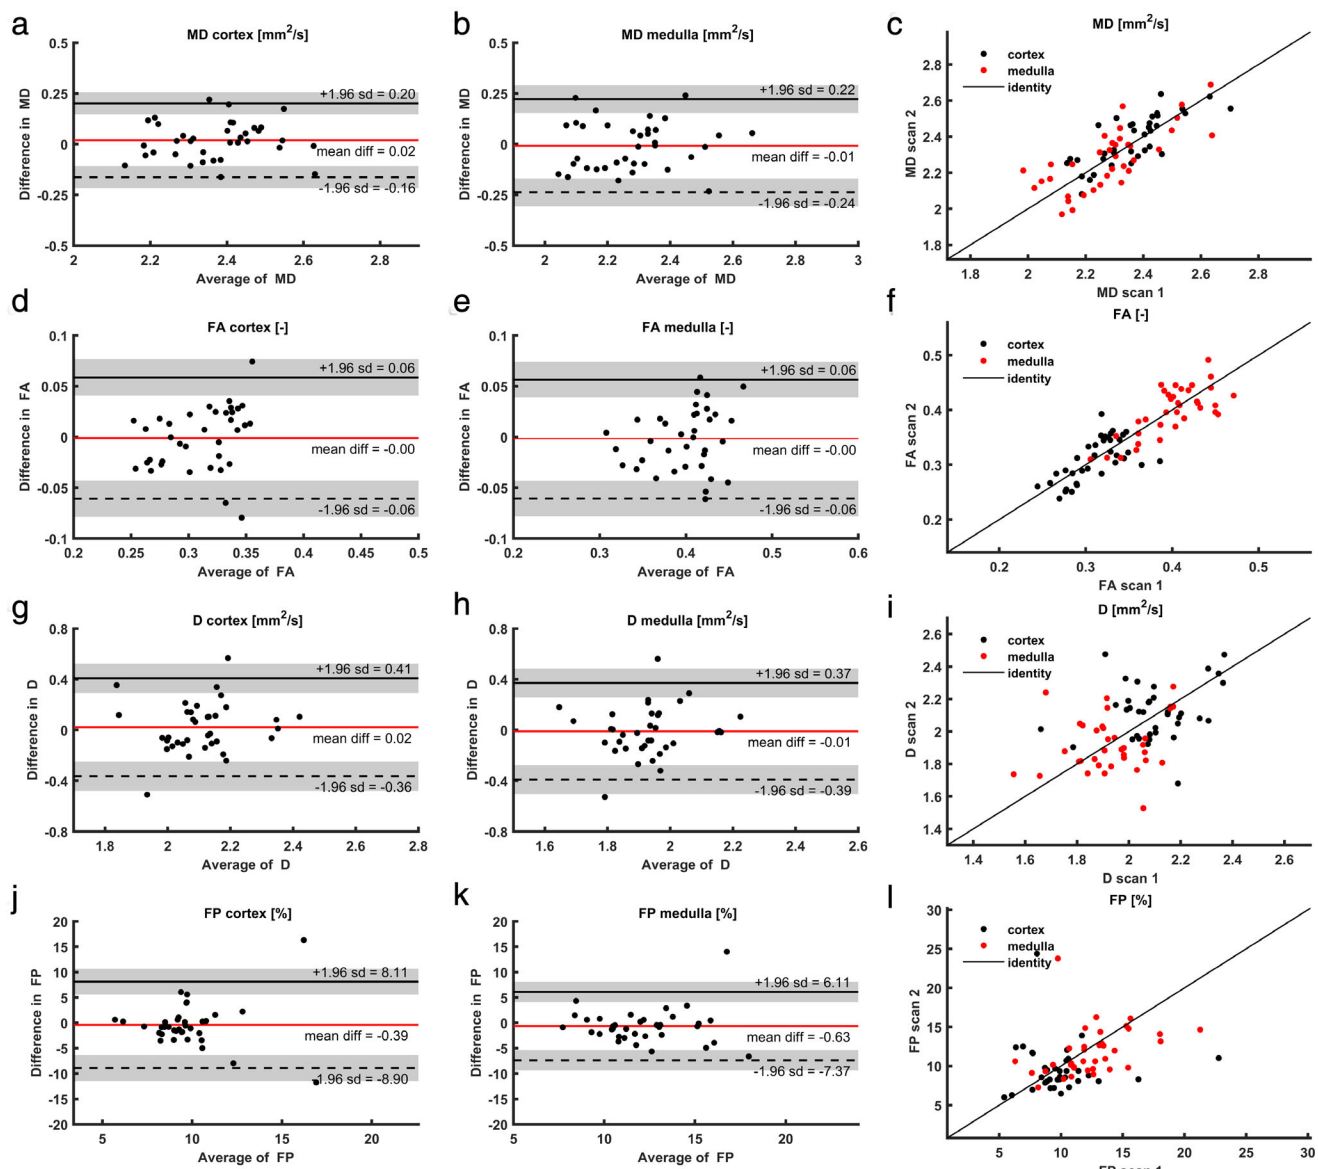 a
MD cortex [mm²/s]
0.5
0.25
0
-0.25
-0.5
Difference in MD
+1.96 sd = 0.20
mean diff = 0.02
-1.96 sd = -0.16
2 2.2 2.4 2.6 2.8
Average of MD
b
MD medulla [mm²/s]
0.5
0.25
0
-0.25
-0.5
Difference in MD
+1.96 sd = 0.22
mean diff = -0.01
-1.96 sd = -0.24
2 2.2 2.4 2.6 2.8 3
Average of MD
c
MD [mm²/s]
cortex
medulla
identity
2.8
2.6
2.4
2.2
2
1.8
MD scan 2
1.8 2 2.2 2.4 2.6 2.8
MD scan 1
d
FA cortex [-]
0.1
0.05
0
-0.05
-0.1
Difference in FA
+1.96 sd = 0.06
mean diff = -0.00
-1.96 sd = -0.06
0.2 0.25 0.3 0.35 0.4 0.45 0.5
Average of FA
e
FA medulla [-]
0.1
0.05
0
-0.05
-0.1
Difference in FA
+1.96 sd = 0.06
mean diff = -0.00
-1.96 sd = -0.06
0.2 0.3 0.4 0.5 0.6
Average of FA
f
FA [-]
cortex
medulla
identity
0.5
0.4
0.3
0.2
FA scan 2
0.2 0.3 0.4 0.5
FA scan 1
g
D cortex [mm²/s]
0.8
0.4
0
-0.4
-0.8
Difference in D
+1.96 sd = 0.41
mean diff = 0.02
-1.96 sd = -0.36
1.8 2 2.2 2.4 2.6 2.8
Average of D
h
D medulla [mm²/s]
0.8
0.4
0
-0.4
-0.8
Difference in D
+1.96 sd = 0.37
mean diff = -0.01
-1.96 sd = -0.39
1.6 1.8 2 2.2 2.4 2.6
Average of D
i
D [mm²/s]
cortex
medulla
identity
2.6
2.4
2.2
2
1.8
1.6
1.4
D scan 2
1.4 1.6 1.8 2 2.2 2.4 2.6
D scan 1
j
FP cortex [%]
20
15
10
5
0
-5
-10
-15
-20
Difference in FP
+1.96 sd = 8.11
mean diff = -0.39
-1.96 sd = -8.90
5 10 15 20
Average of FP
k
FP medulla [%]
20
15
10
5
0
-5
-10
-15
-20
Difference in FP
+1.96 sd = 6.11
mean diff = -0.63
-1.96 sd = -7.37
5 10 15 20
Average of FP
l
FP [%]
cortex
medulla
identity
30
25
20
15
10
5
FP scan 2
5 10 15 20 25 30
FP scan 1